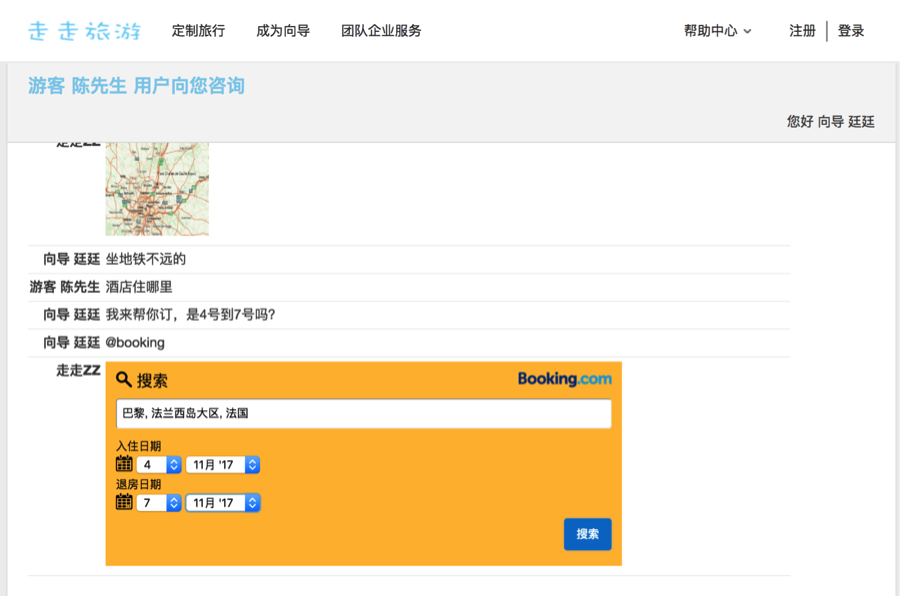 走走旅游 定制旅行 成为向导 团队企业服务 帮助中心 注册 登录
游客 陈先生 用户向您咨询
您好 向导 廷廷
走走ZZ
向导 廷廷 坐地铁不远的
游客 陈先生 酒店住哪里
向导 廷廷 我来帮你订，是4号到7号吗?
向导 廷廷 @booking
走走ZZ
搜索 Booking.com
巴黎, 法兰西岛大区, 法国
入住日期
4 11月 '17
退房日期
7 11月 '17
搜索